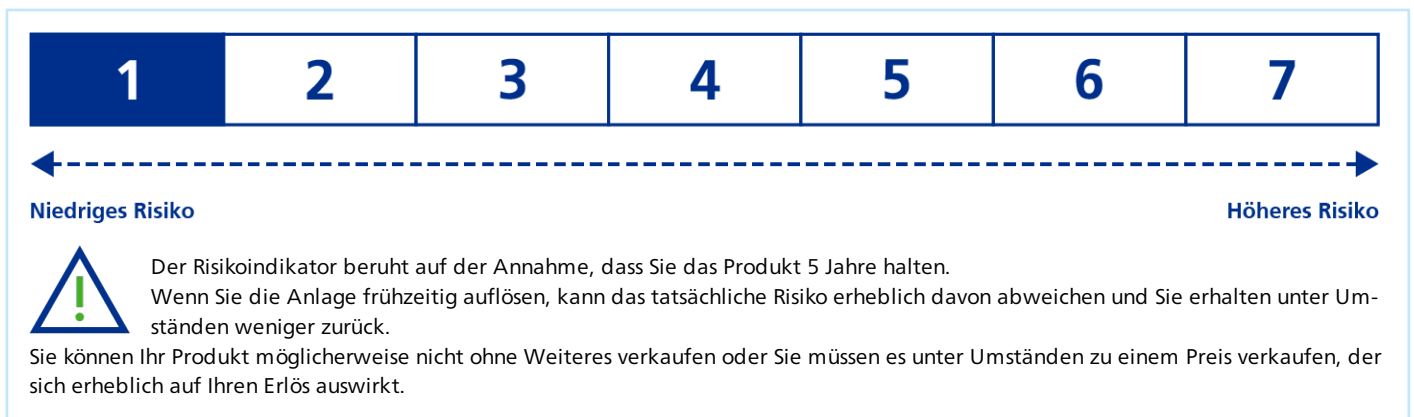 1 2 3 4 5 6 7
Niedriges Risiko Höheres Risiko
Der Risikoindikator beruht auf der Annahme, dass Sie das Produkt 5 Jahre halten.
Wenn Sie die Anlage frühzeitig auflösen, kann das tatsächliche Risiko erheblich davon abweichen und Sie erhalten unter Um-
ständen weniger zurück.
Sie können Ihr Produkt möglicherweise nicht ohne Weiteres verkaufen oder Sie müssen es unter Umständen zu einem Preis verkaufen, der
sich erheblich auf Ihren Erlös auswirkt.